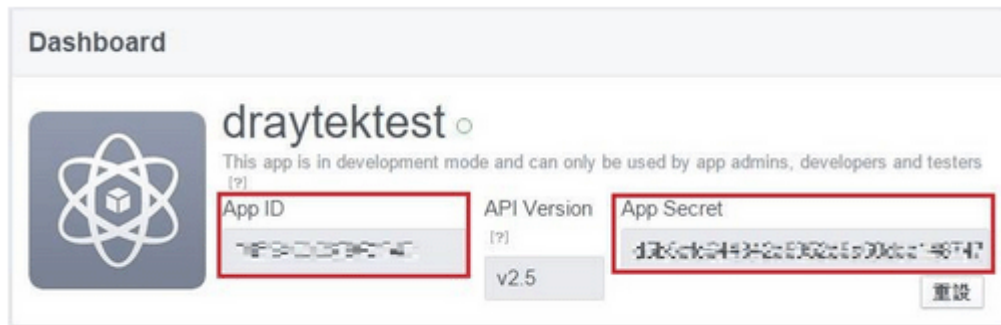 Dashboard
draytektest
This app is in development mode and can only be used by app admins, developers and testers
[?]
App ID
API Version
[?]
v2.5
App Secret
重設